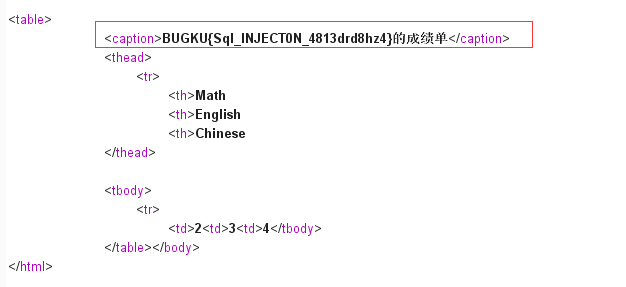 <table>
<caption>BUGKU{Sql_INJECT0N_4813drd8hz4}的成绩单</caption>
<thead>
<tr>
<th>Math
<th>English
<th>Chinese
</thead>
<tbody>
<tr>
<td>2<td>3<td>4</tbody>
</table></body>
</html>